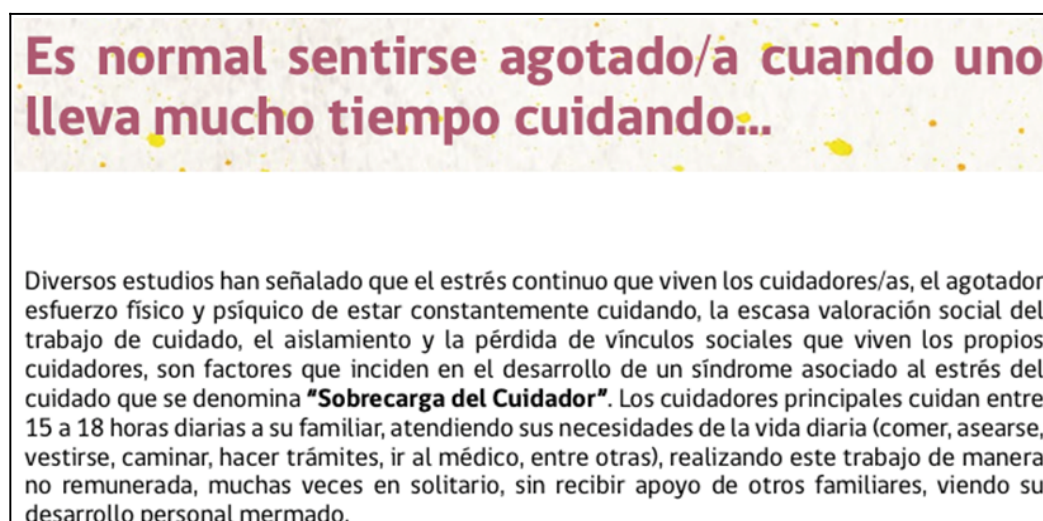 Es normal sentirse agotado/a cuando uno
lleva mucho tiempo cuidando...
Diversos estudios han señalado que el estrés continuo que viven los cuidadores/as, el agotador
esfuerzo físico y psíquico de estar constantemente cuidando, la escasa valoración social del
trabajo de cuidado, el aislamiento y la pérdida de vínculos sociales que viven los propios
cuidadores, son factores que inciden en el desarrollo de un síndrome asociado al estrés del
cuidado que se denomina "Sobrecarga del Cuidador". Los cuidadores principales cuidan entre
15 a 18 horas diarias a su familiar, atendiendo sus necesidades de la vida diaria (comer, asearse,
vestirse, caminar, hacer trámites, ir al médico, entre otras), realizando este trabajo de manera
no remunerada, muchas veces en solitario, sin recibir apoyo de otros familiares, viendo su
desarrollo personal mermado.